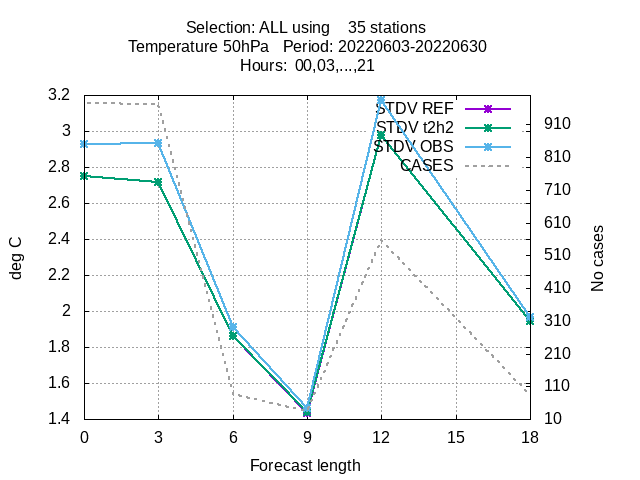 Selection: ALL using 35 stations
Temperature 50hPa Period: 20220603-20220630
Hours: 00,03,...,21
3.2
3
2.8
2.6
2.4
2.2
2
1.8
1.6
1.4
deg C
STDV REF
STDV t2h2
STDV OBS
CASES
910
810
710
610
510
410
310
210
110
10
No cases
0 3 6 9 12 15 18
Forecast length